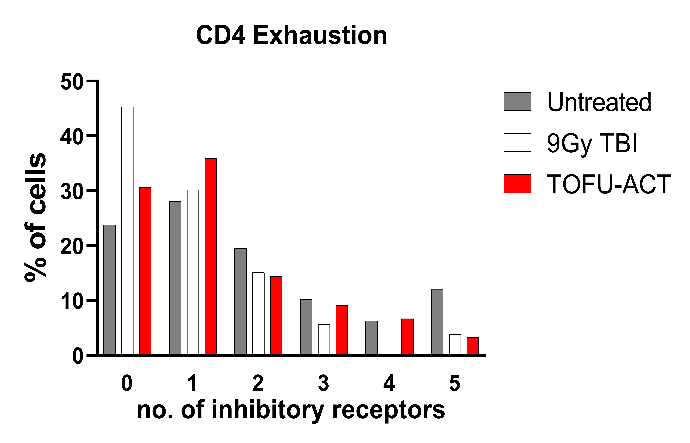 CD4 Exhaustion
50
40
30
20
10
0
% of cells
0 1 2 3 4 5
no. of inhibitory receptors
Untreated
9Gy TBI
TOFU-ACT